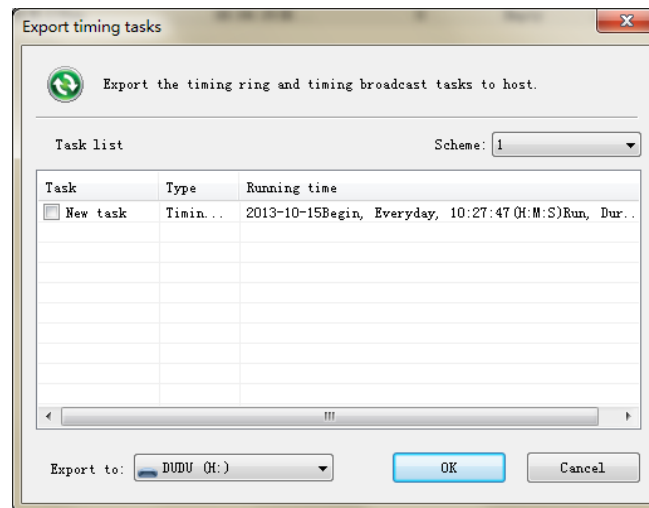 Export timing tasks
Export the timing ring and timing broadcast tasks to host.
Task list
Scheme: 1
Task Type Running time
New task Timin... 2013-10-15Begin, Everyday, 10:27:47(H:M:S)Run, Dur..
Export to: DUDU (H:) OK Cancel